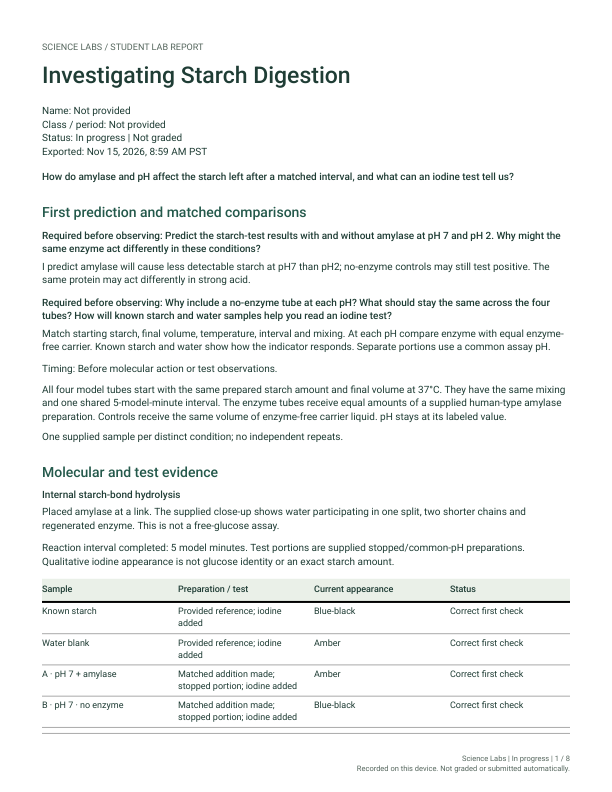 SCIENCE LABS / STUDENT LAB REPORT
Investigating Starch Digestion
Name: Not provided
Class / period: Not provided
Status: In progress | Not graded
Exported: Nov 15, 2026, 8:59 AM PST
How do amylase and pH affect the starch left after a matched interval, and what can an iodine test tell us?
First prediction and matched comparisons
Required before observing: Predict the starch-test results with and without amylase at pH 7 and pH 2. Why might the
same enzyme act differently in these conditions?
I predict amylase will cause less detectable starch at pH7 than pH2; no-enzyme controls may still test positive. The
same protein may act differently in strong acid.
Required before observing: Why include a no-enzyme tube at each pH? What should stay the same across the four
tubes? How will known starch and water samples help you read an iodine test?
Match starting starch, final volume, temperature, interval and mixing. At each pH compare enzyme with equal enzyme-
free carrier. Known starch and water show how the indicator responds. Separate portions use a common assay pH.
Timing: Before molecular action or test observations.
All four model tubes start with the same prepared starch amount and final volume at 37°C. They have the same mixing
and one shared 5-model-minute interval. The enzyme tubes receive equal amounts of a supplied human-type amylase
preparation. Controls receive the same volume of enzyme-free carrier liquid. pH stays at its labeled value.
One supplied sample per distinct condition; no independent repeats.
Molecular and test evidence
Internal starch-bond hydrolysis
Placed amylase at a link. The supplied close-up shows water participating in one split, two shorter chains and
regenerated enzyme. This is not a free-glucose assay.
Reaction interval completed: 5 model minutes. Test portions are supplied stopped/common-pH preparations.
Qualitative iodine appearance is not glucose identity or an exact starch amount.
Sample Preparation / test Current appearance Status
Known starch Provided reference; iodine Blue-black Correct first check
added
Water blank Provided reference; iodine Amber Correct first check
added
A · pH 7 + amylase Matched addition made; Amber Correct first check
stopped portion; iodine added
B · pH 7 · no enzyme Matched addition made; Blue-black Correct first check
stopped portion; iodine added
Science Labs | In progress | 1 / 8
Recorded on this device. Not graded or submitted automatically.